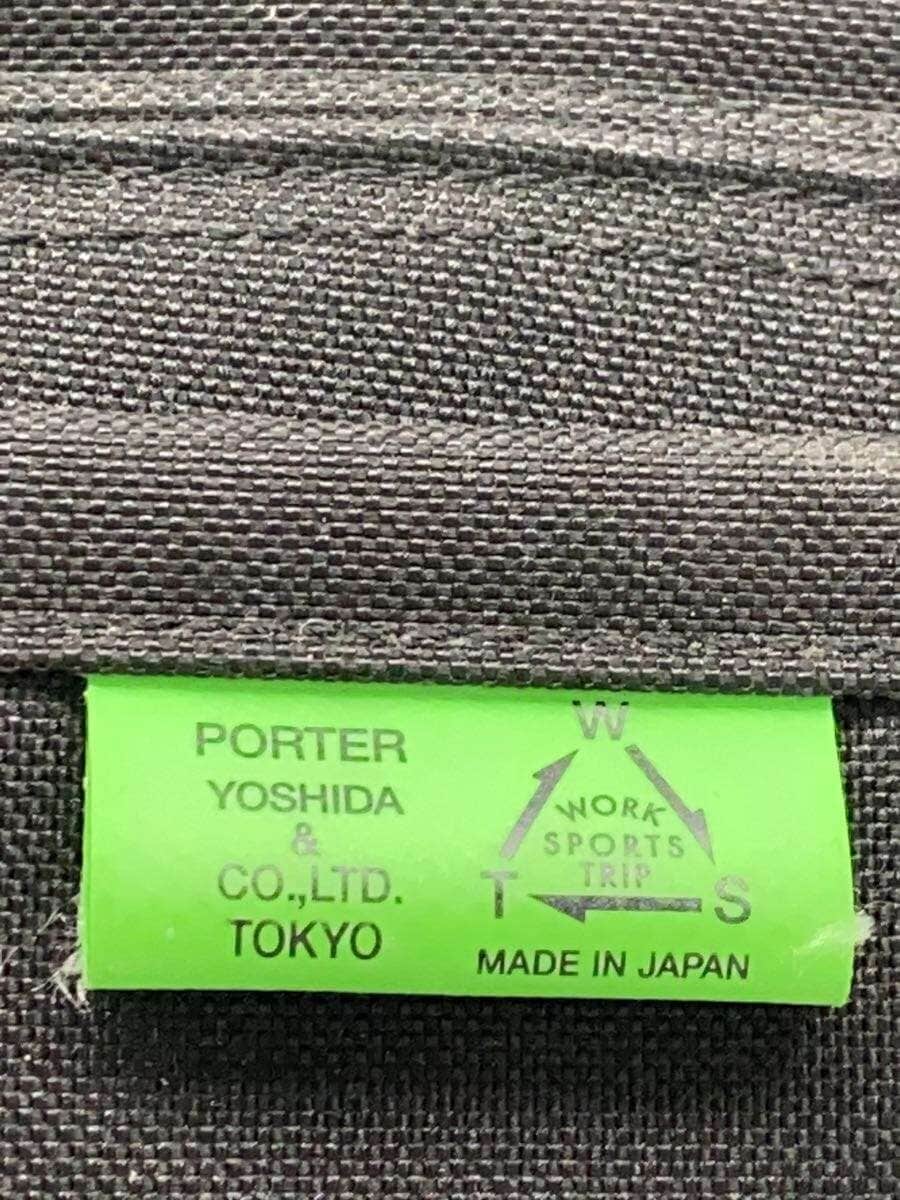 PORTER
YOSHIDA
&
CO.,LTD.
TOKYO
W
WORK
SPORTS
TRIP
T
S
MADE IN JAPAN